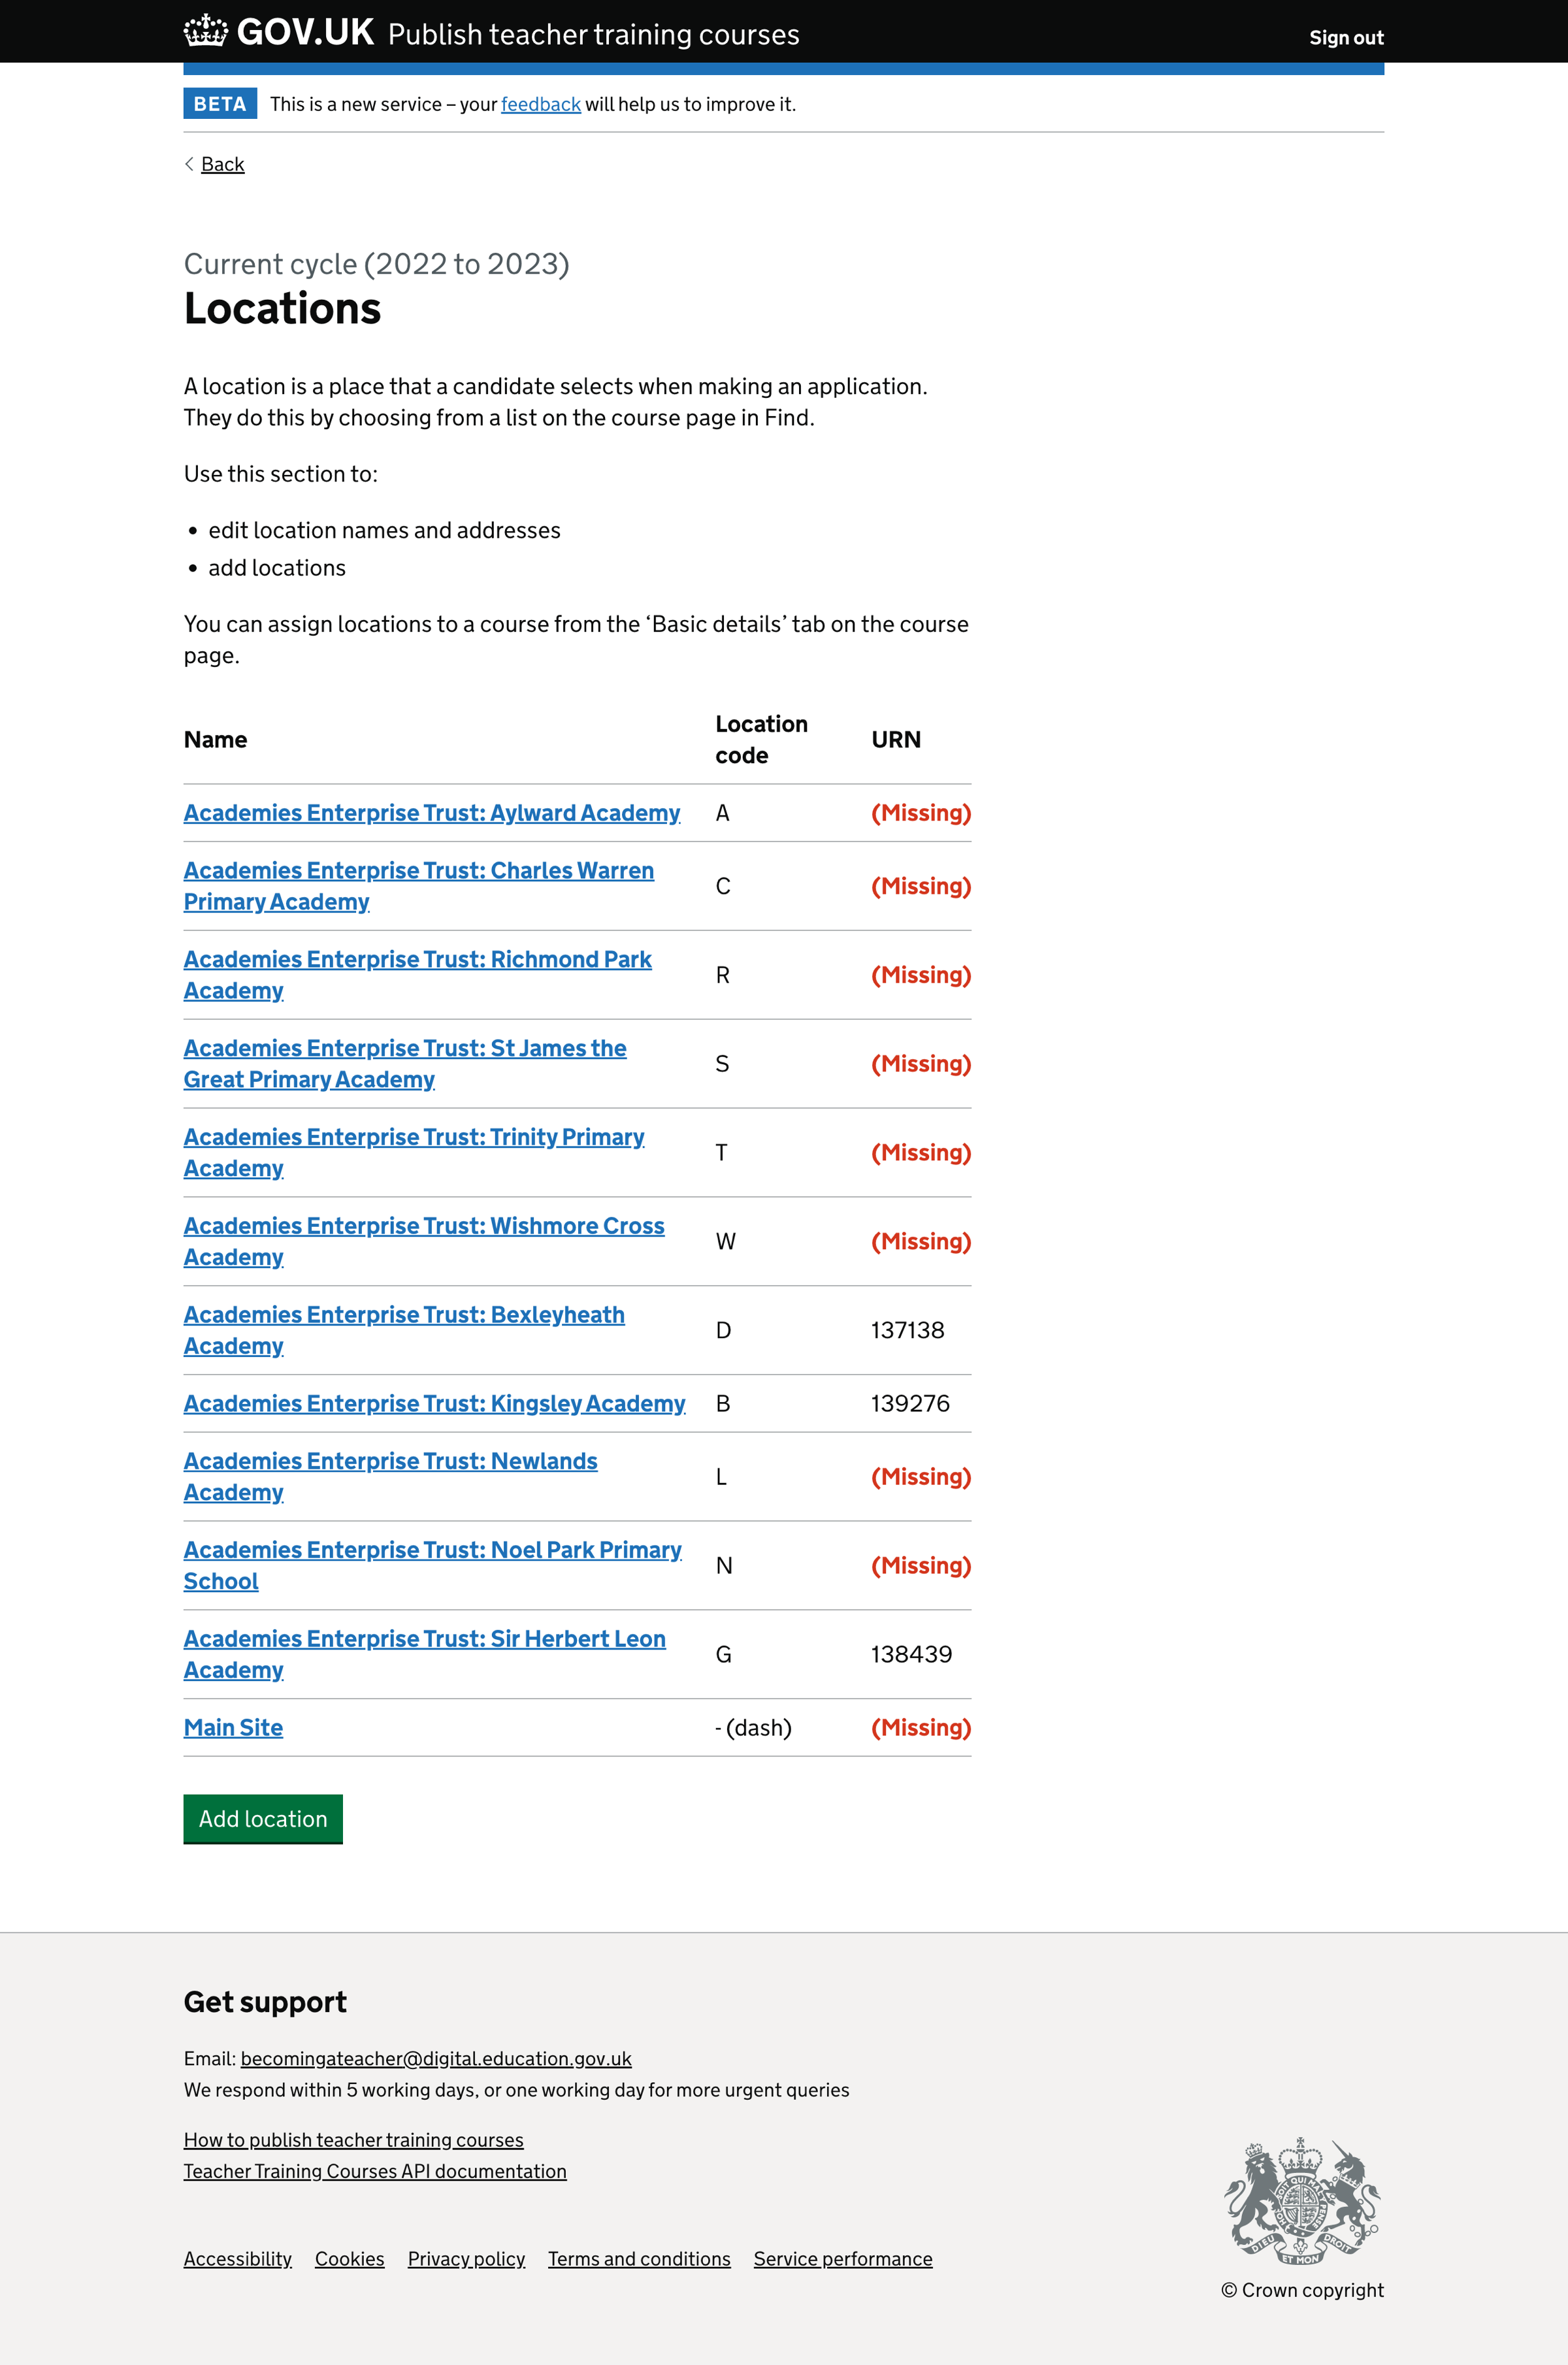 GOV.UK Publish teacher training courses Sign out
BETA This is a new service – your feedback will help us to improve it.
Back
Current cycle (2022 to 2023)
Locations
A location is a place that a candidate selects when making an application.
They do this by choosing from a list on the course page in Find.
Use this section to:
• edit location names and addresses
• add locations
You can assign locations to a course from the ‘Basic details’ tab on the course
page.
Name Location code URN
Academies Enterprise Trust: Aylward Academy A (Missing)
Academies Enterprise Trust: Charles Warren
Primary Academy C (Missing)
Academies Enterprise Trust: Richmond Park
Academy R (Missing)
Academies Enterprise Trust: St James the
Great Primary Academy S (Missing)
Academies Enterprise Trust: Trinity Primary
Academy T (Missing)
Academies Enterprise Trust: Wishmore Cross
Academy W (Missing)
Academies Enterprise Trust: Bexleyheath
Academy D 137138
Academies Enterprise Trust: Kingsley Academy B 139276
Academies Enterprise Trust: Newlands
Academy L (Missing)
Academies Enterprise Trust: Noel Park Primary
School N (Missing)
Academies Enterprise Trust: Sir Herbert Leon
Academy G 138439
Main Site - (dash) (Missing)
Add location
Get support
Email: becomingateacher@digital.education.gov.uk
We respond within 5 working days, or one working day for more urgent queries
How to publish teacher training courses
Teacher Training Courses API documentation
Accessibility Cookies Privacy policy Terms and conditions Service performance
DIEU ET MON DROIT
© Crown copyright